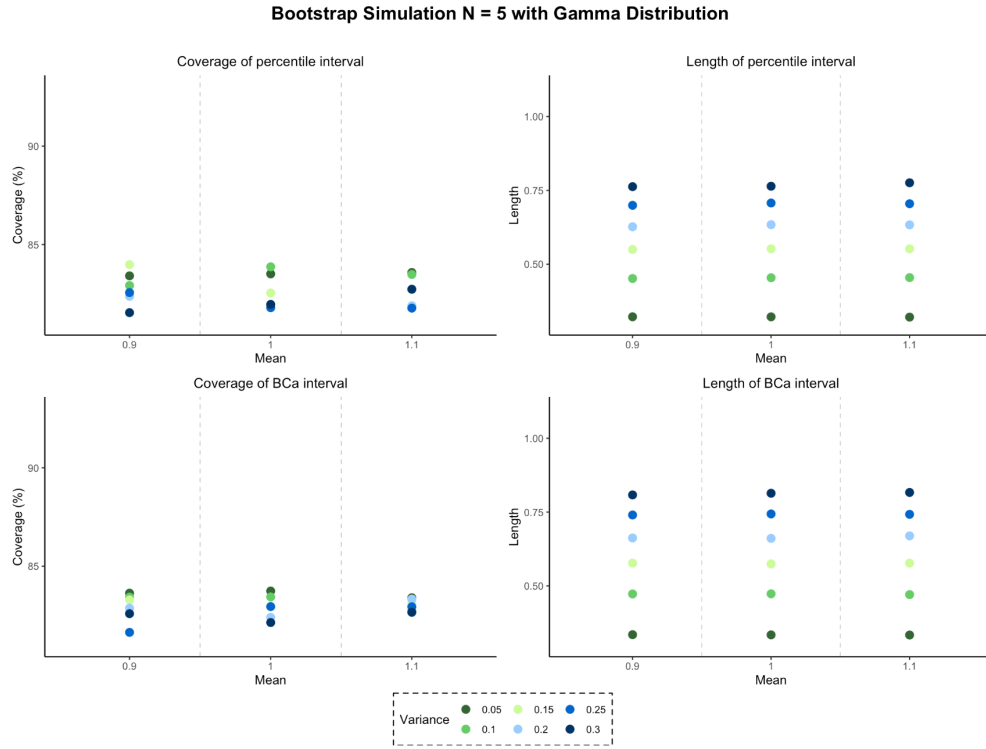 Bootstrap Simulation N = 5 with Gamma Distribution
Coverage of percentile interval
Coverage (%)
90
85
0.9 1 1.1
Mean
Length of percentile interval
Length
1.00
0.75
0.50
0.9 1 1.1
Mean
Coverage of BCa interval
Coverage (%)
90
85
0.9 1 1.1
Mean
Length of BCa interval
Length
1.00
0.75
0.50
0.9 1 1.1
Mean
Variance
0.05 0.15 0.25
0.1 0.2 0.3